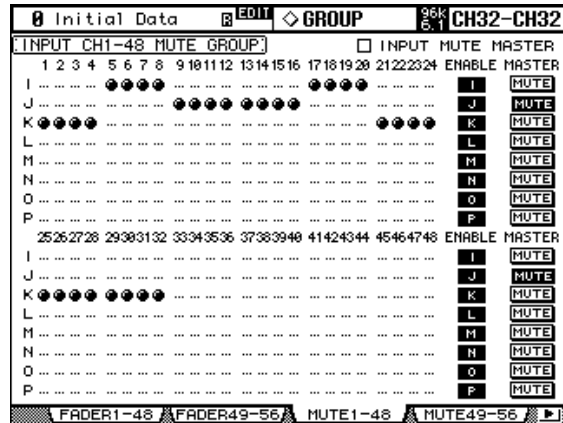 0 Initial Data R EDIT ◇GROUP 96k 6.1 CH32-CH32
INPUT CH1-48 MUTE GROUP □ INPUT MUTE MASTER
1 2 3 4 5 6 7 8 9 10 11 12 13 14 15 16 17 18 19 20 21 22 23 24 ENABLE MASTER
I I MUTE
J J MUTE
K K MUTE
L L MUTE
M M MUTE
N N MUTE
O O MUTE
P P MUTE
25 26 27 28 29 30 31 32 33 34 35 36 37 38 39 40 41 42 43 44 45 46 47 48 ENABLE MASTER
I I MUTE
J J MUTE
K K MUTE
L L MUTE
M M MUTE
N N MUTE
O O MUTE
P P MUTE
FADER1-48 FADER49-56 MUTE1-48 MUTE49-56